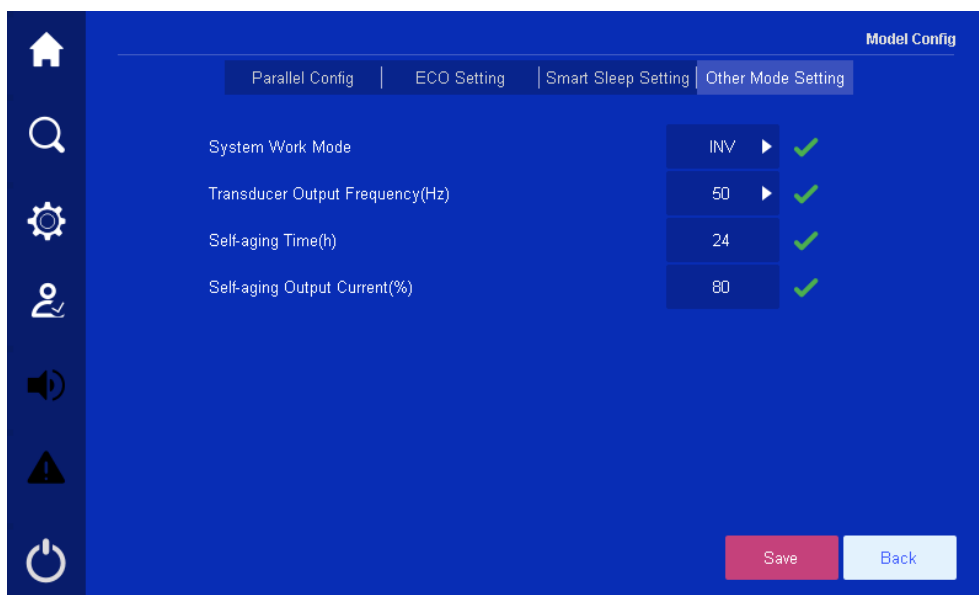 Model Config
Parallel Config | ECO Setting | Smart Sleep Setting | Other Mode Setting
System Work Mode INV
Transducer Output Frequency(Hz) 50
Self-aging Time(h) 24
Self-aging Output Current(%) 80
Save Back